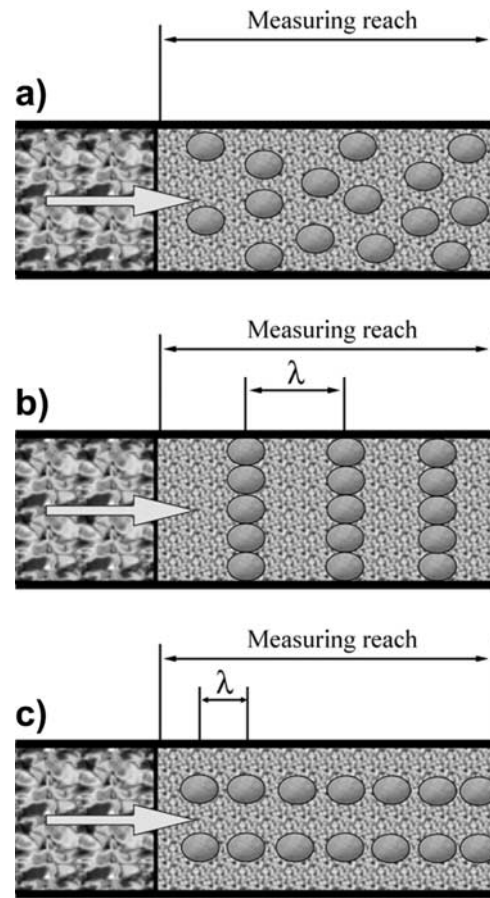 Measuring reach
a)
Measuring reach
λ
b)
Measuring reach
λ
c)